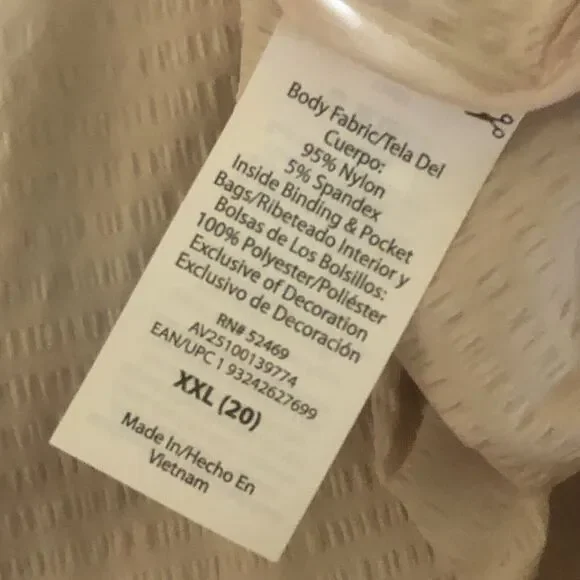 Body Fabric/Tela Del
Cuerpo:
95% Nylon
5% Spandex
Inside Binding & Pocket
Bags/Ribeteado Interior y
Bolsas de Los Bolsillos:
100% Polyester/Poliéster
Exclusive of Decoration
Exclusivo de Decoración
RN# 52469
AV25100139774
EAN/UPC 1 93242627699
XXL (20)
Made In/Hecho En
Vietnam